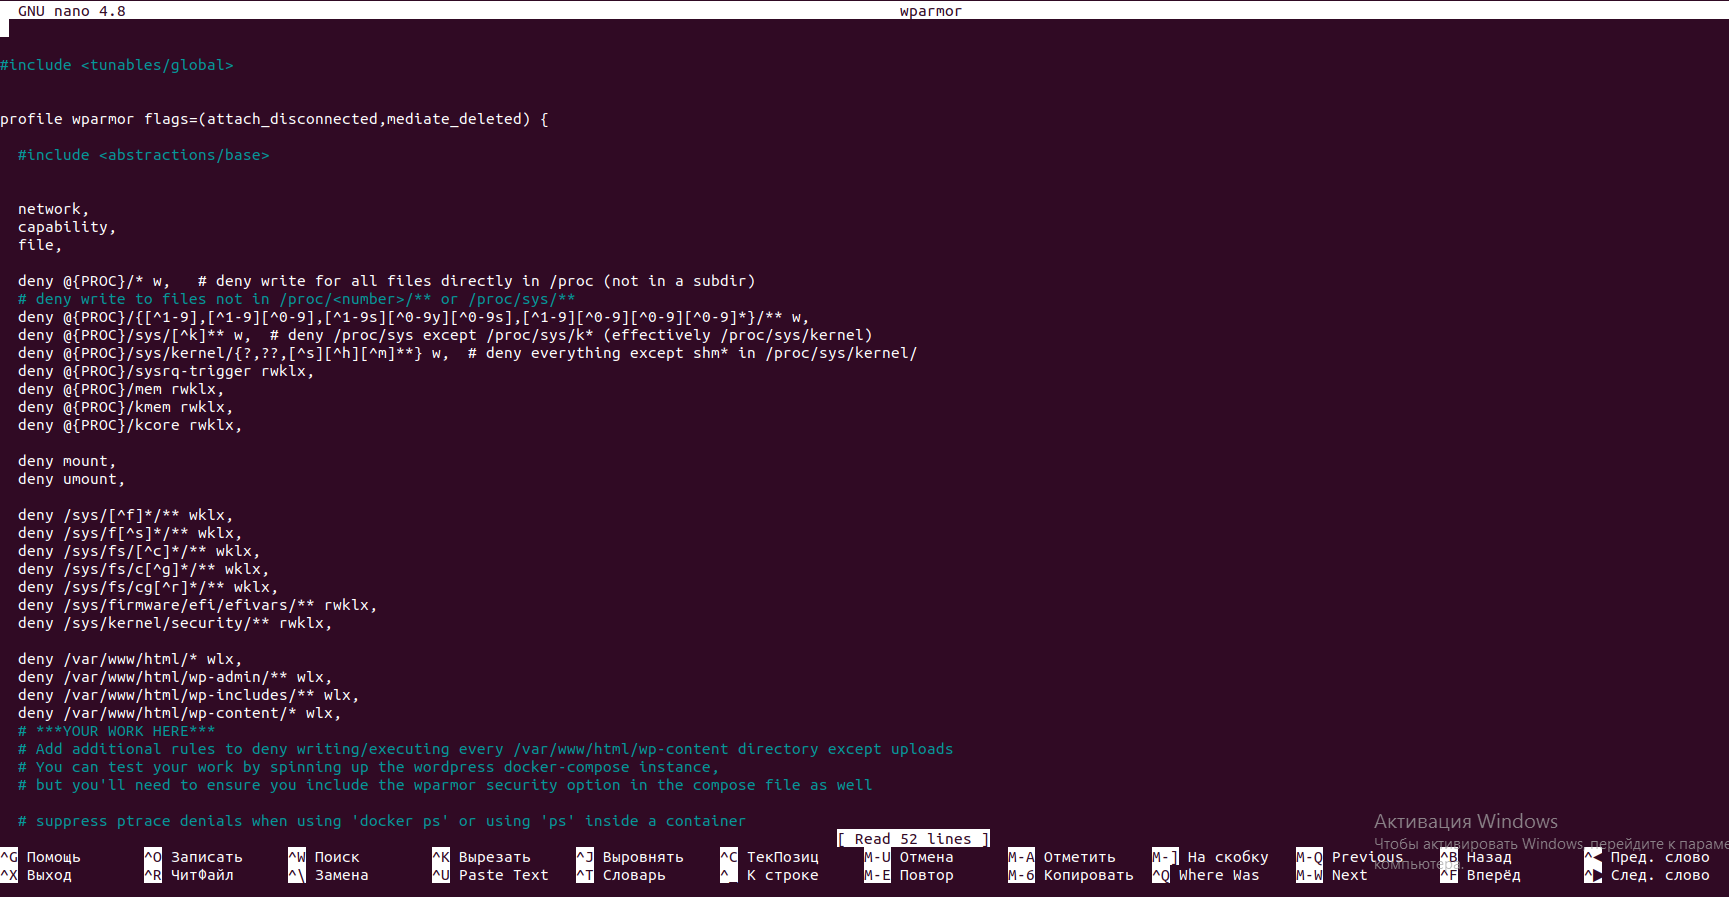 GNU nano 4.8 wparmor
#include <tunables/global>
profile wparmor flags=(attach_disconnected,mediate_deleted) {
#include <abstractions/base>
network,
capability,
file,
deny @{PROC}/* w,   # deny write for all files directly in /proc (not in a subdir)
# deny write to files not in /proc/<number>/** or /proc/sys/**
deny @{PROC}/{[^1-9],[^1-9][^0-9],[^1-9s][^0-9y][^0-9s],[^1-9][^0-9][^0-9][^0-9]*}/** w,
deny @{PROC}/sys/[^k]** w,  # deny /proc/sys except /proc/sys/k* (effectively /proc/sys/kernel)
deny @{PROC}/sys/kernel/{?,??,[^s][^h][^m]**} w,  # deny everything except shm* in /proc/sys/kernel/
deny @{PROC}/sysrq-trigger rwklx,
deny @{PROC}/mem rwklx,
deny @{PROC}/kmem rwklx,
deny @{PROC}/kcore rwklx,
deny mount,
deny umount,
deny /sys/[^f]*/** wklx,
deny /sys/f[^s]*/** wklx,
deny /sys/fs/[^c]*/** wklx,
deny /sys/fs/c[^g]*/** wklx,
deny /sys/fs/cg[^r]*/** wklx,
deny /sys/firmware/efi/efivars/** rwklx,
deny /sys/kernel/security/** rwklx,
deny /var/www/html/* wlx,
deny /var/www/html/wp-admin/** wlx,
deny /var/www/html/wp-includes/** wlx,
deny /var/www/html/wp-content/* wlx,
# ***YOUR WORK HERE***
# Add additional rules to deny writing/executing every /var/www/html/wp-content directory except uploads
# You can test your work by spinning up the wordpress docker-compose instance,
# but you'll need to ensure you include the wparmor security option in the compose file as well
# suppress ptrace denials when using 'docker ps' or using 'ps' inside a container
[ Read 52 lines ]
^G Помощь ^O Записать ^W Поиск ^K Вырезать ^J Выровнять ^C ТекПозиц M-U Отмена M-A Отметить M-] На скобку M-Q Previous ^B Назад ^◀ Пред. слово
^X Выход ^R ЧитФайл ^\ Замена ^U Paste Text ^T Словарь ^_ К строке M-E Повтор M-6 Копировать ^Q Where Was M-W Next ^F Вперёд ^▶ След. слово
Активация Windows
Чтобы активировать Windows, перейдите к параме
компьютера.